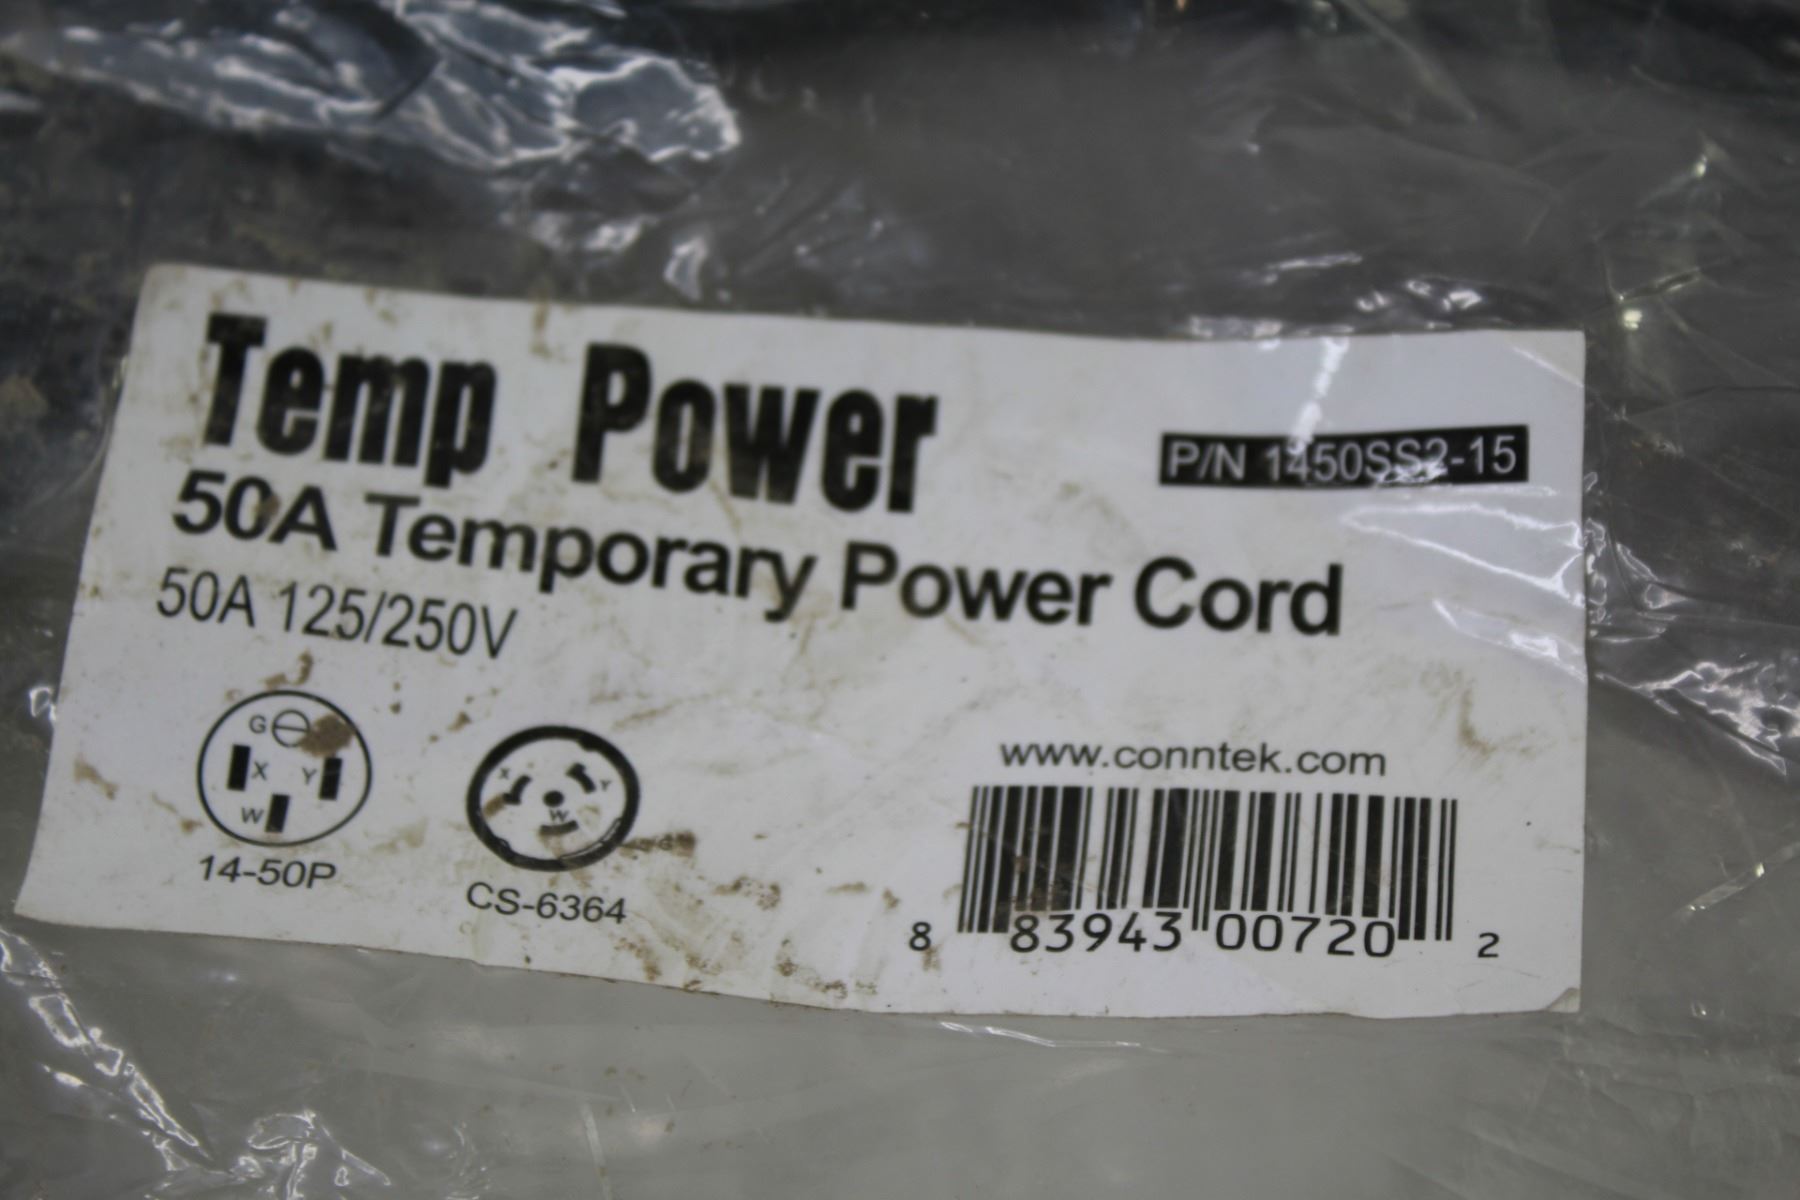 Temp Power
P/N 1450SS2-15
50A Temporary Power Cord
50A 125/250V
G
X Y
W
14-50P
X Y
W
G
CS-6364
www.conntek.com
8 83943 00720 2